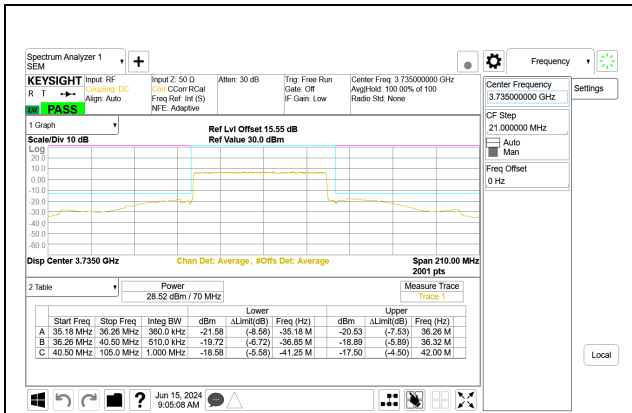 Spectrum Analyzer 1
SEM
Frequency
KEYSIGHT Input: RF Input Z: 50 Ω Atten: 30 dB Trig: Free Run Center Freq: 3.735000000 GHz
R T Coupling: DC Corr CCorr RCal Gate: Off Avg|Hold: 100.00% of 100
Align: Auto Freq Ref: Int (S) IF Gain: Low Radio Std: None
NFE: Adaptive
PASS
Center Frequency
3.735000000 GHz
Settings
CF Step
21.000000 MHz
Auto
Man
Freq Offset
0 Hz
1 Graph
Ref Lvl Offset 15.55 dB
Scale/Div 10 dB Ref Value 30.0 dBm
Log
20.0
10.0
0.00
-10.0
-20.0
-30.0
-40.0
-50.0
-60.0
Disp Center 3.7350 GHz Chan Det: Average , #Offs Det: Average Span 210.00 MHz
2001 pts
2 Table Power Measure Trace
28.52 dBm / 70 MHz Trace 1
Lower Upper
Start Freq Stop Freq Integ BW dBm ΔLimit(dB) Freq (Hz) dBm ΔLimit(dB) Freq (Hz)
A 35.18 MHz 36.26 MHz 360.0 kHz -21.58 (-8.58) -35.18 M -20.53 (-7.53) 36.26 M
B 36.26 MHz 40.50 MHz 510.0 kHz -19.72 (-6.72) -36.85 M -18.89 (-5.89) 36.32 M
C 40.50 MHz 105.0 MHz 1.000 MHz -18.58 (-5.58) -41.25 M -17.50 (-4.50) 42.00 M
Local
Jun 15, 2024
9:05:08 AM